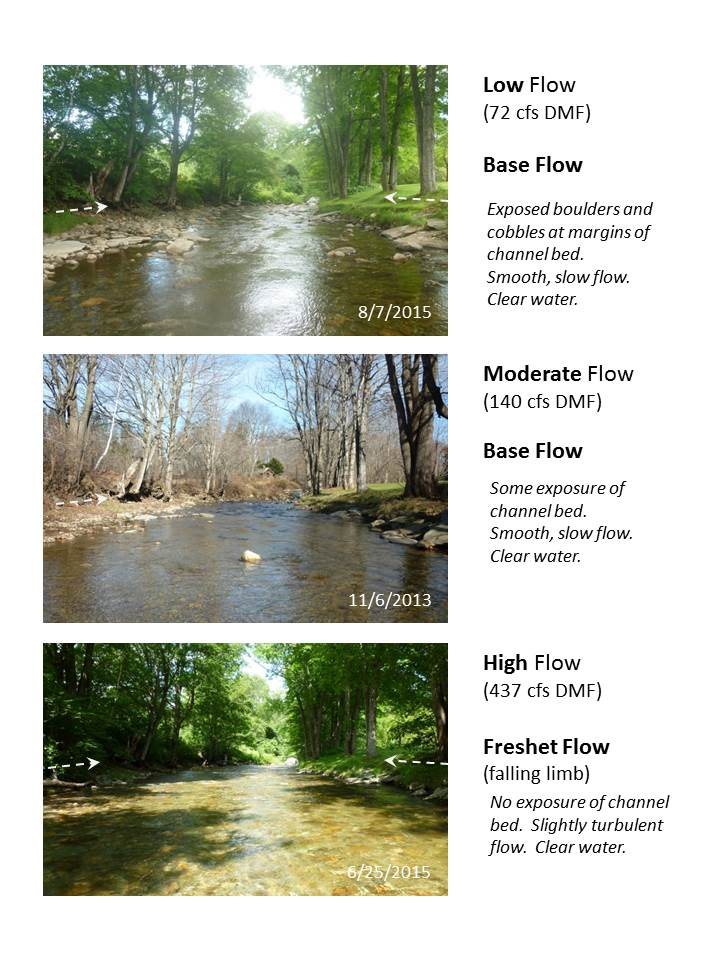 Low Flow
(72 cfs DMF)
Base Flow
Exposed boulders and
cobbles at margins of
channel bed.
Smooth, slow flow.
Clear water.
8/7/2015
Moderate Flow
(140 cfs DMF)
Base Flow
Some exposure of
channel bed.
Smooth, slow flow.
Clear water.
11/6/2013
High Flow
(437 cfs DMF)
Freshet Flow
(falling limb)
No exposure of channel
bed.  Slightly turbulent
flow.  Clear water.
6/25/2015